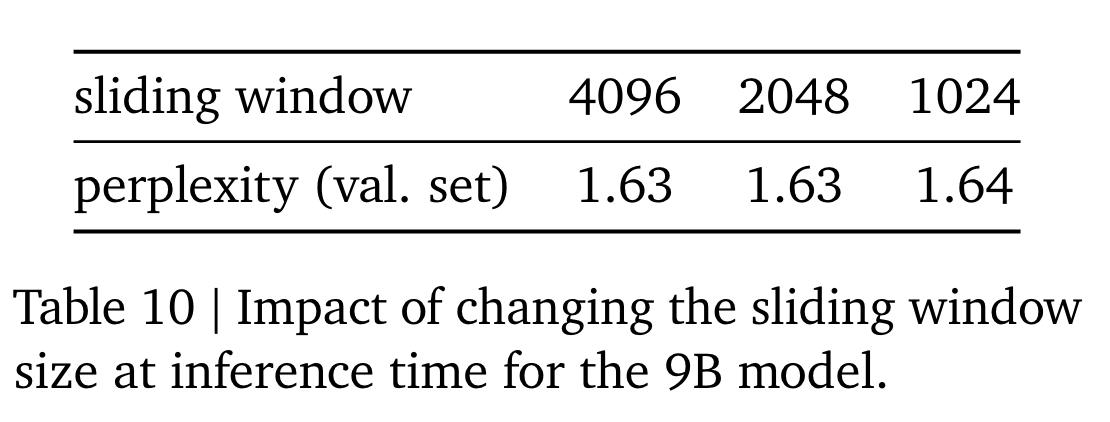 sliding window 4096 2048 1024
perplexity (val. set) 1.63 1.63 1.64
Table 10 | Impact of changing the sliding window
size at inference time for the 9B model.